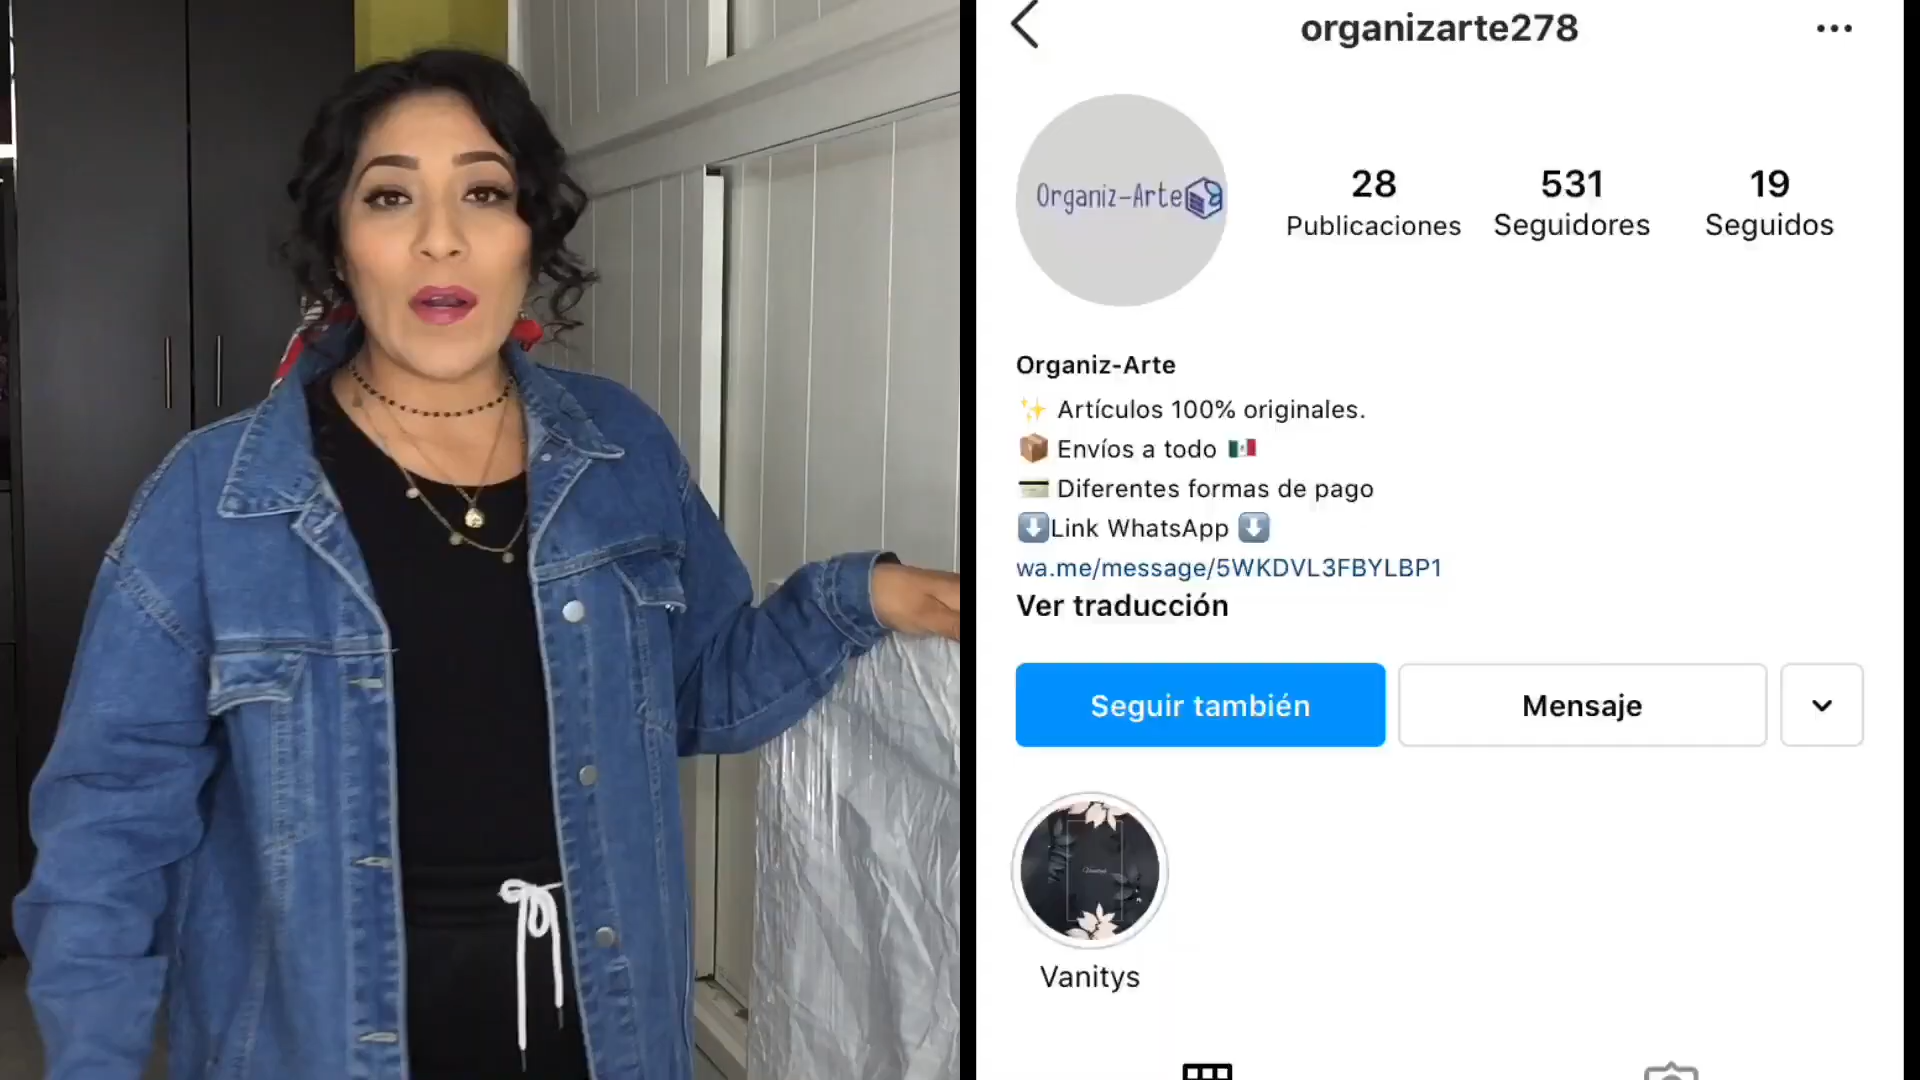 organizarte278
Organiz-Arte
28
Publicaciones
531
Seguidores
19
Seguidos
Organiz-Arte
Artículos 100% originales.
Envíos a todo
Diferentes formas de pago
Link WhatsApp
wa.me/message/5WKDVL3FBYLBP1
Ver traducción
Seguir también
Mensaje
Vanitys